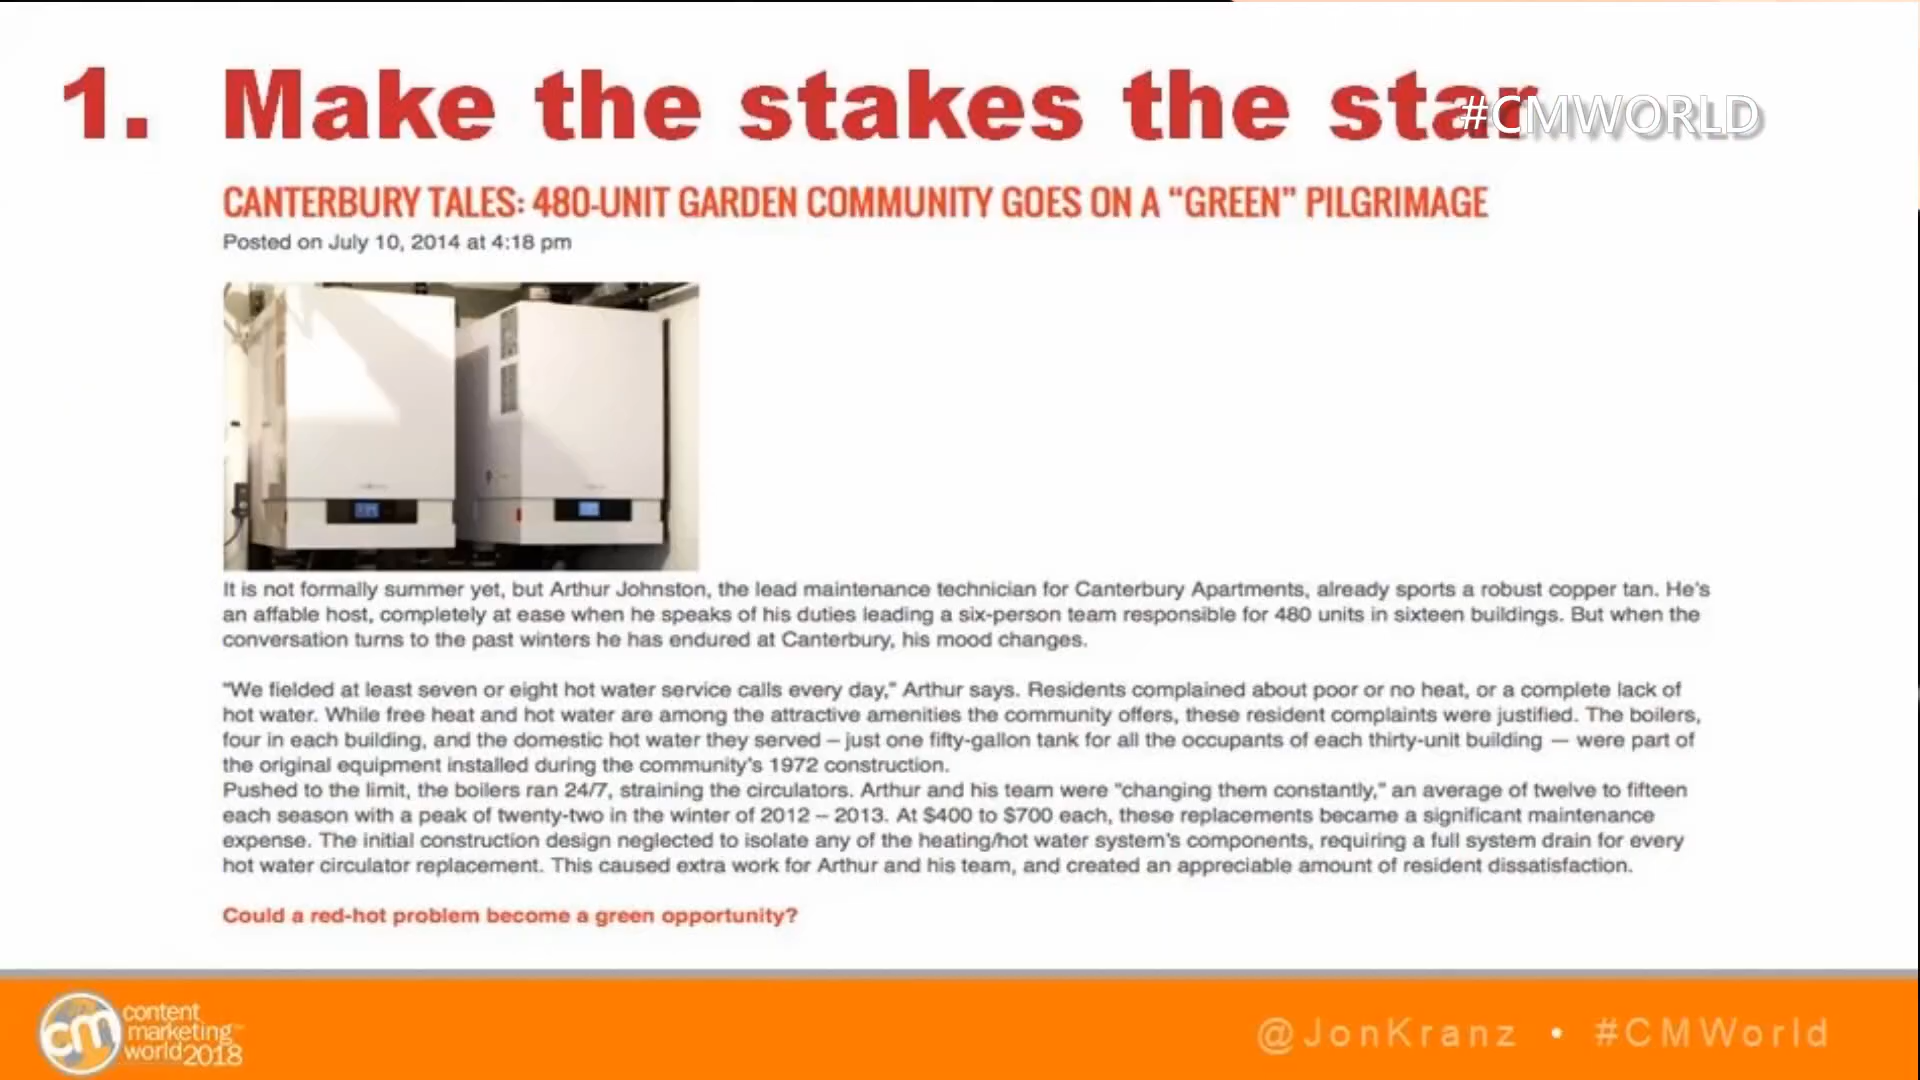 1. Make the stakes the star
#CMWORLD
CANTERBURY TALES: 480-UNIT GARDEN COMMUNITY GOES ON A “GREEN” PILGRIMAGE
Posted on July 10, 2014 at 4:18 pm
It is not formally summer yet, but Arthur Johnston, the lead maintenance technician for Canterbury Apartments, already sports a robust copper tan. He's
an affable host, completely at ease when he speaks of his duties leading a six-person team responsible for 480 units in sixteen buildings. But when the
conversation turns to the past winters he has endured at Canterbury, his mood changes.
"We fielded at least seven or eight hot water service calls every day," Arthur says. Residents complained about poor or no heat, or a complete lack of
hot water. While free heat and hot water are among the attractive amenities the community offers, these resident complaints were justified. The boilers,
four in each building, and the domestic hot water they served – just one fifty-gallon tank for all the occupants of each thirty-unit building — were part of
the original equipment installed during the community's 1972 construction.
Pushed to the limit, the boilers ran 24/7, straining the circulators. Arthur and his team were "changing them constantly," an average of twelve to fifteen
each season with a peak of twenty-two in the winter of 2012 – 2013. At $400 to $700 each, these replacements became a significant maintenance
expense. The initial construction design neglected to isolate any of the heating/hot water system's components, requiring a full system drain for every
hot water circulator replacement. This caused extra work for Arthur and his team, and created an appreciable amount of resident dissatisfaction.
Could a red-hot problem become a green opportunity?
cm content
marketing
world2018
@JonKranz • #CMWorld